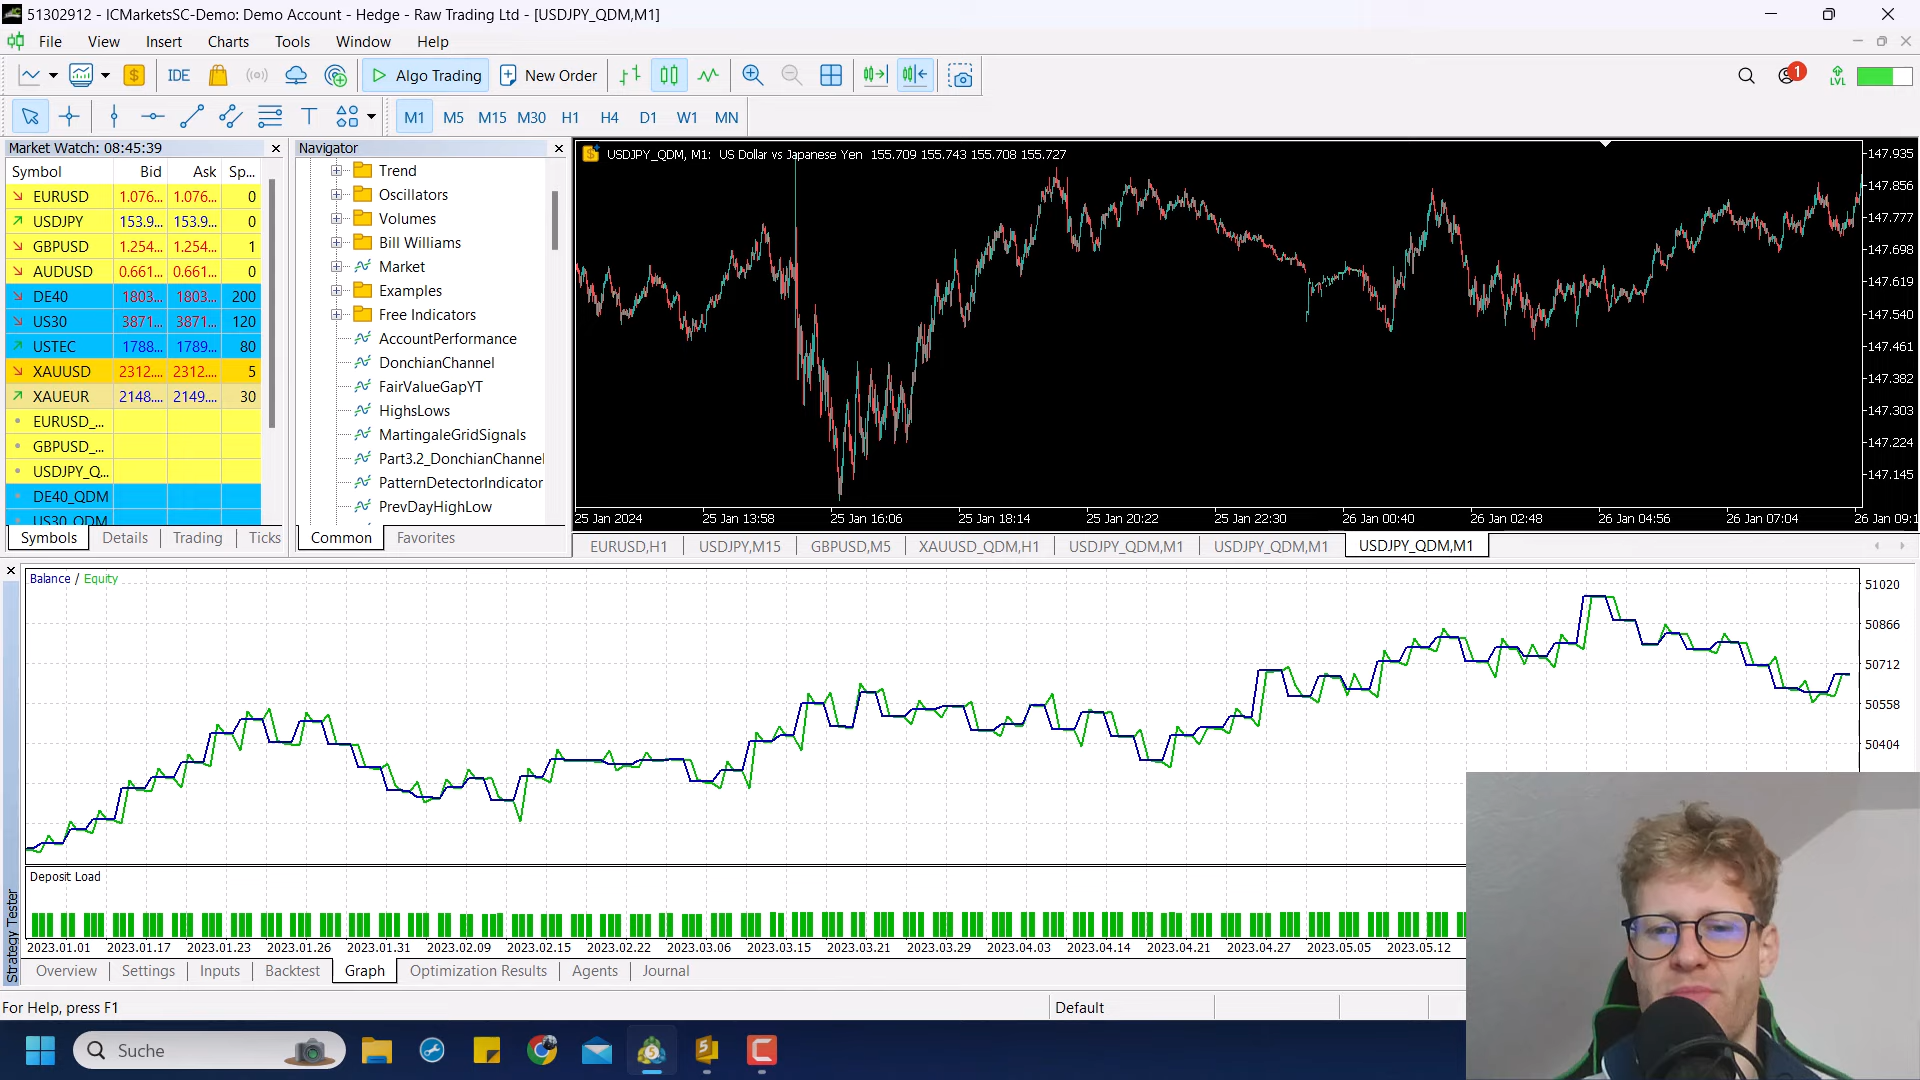 51302912 - ICMarketsSC-Demo: Demo Account - Hedge - Raw Trading Ltd - [USDJPY_QDM,M1]
File View Insert Charts Tools Window Help
IDE Algo Trading New Order 1 LVL
M1 M5 M15 M30 H1 H4 D1 W1 MN
Market Watch: 08:45:39
Symbol Bid Ask Sp...
EURUSD 1.076... 1.076... 0
USDJPY 153.9... 153.9... 0
GBPUSD 1.254... 1.254... 1
AUDUSD 0.661... 0.661... 0
DE40 1803... 1803... 200
US30 3871... 3871... 120
USTEC 1788... 1789... 80
XAUUSD 2312.... 2312.... 5
XAUEUR 2148.... 2149.... 30
EURUSD_...
GBPUSD_...
USDJPY_Q...
DE40_QDM
US30_QDM
Symbols Details Trading Ticks
Navigator
Trend
Oscillators
Volumes
Bill Williams
Market
Examples
Free Indicators
AccountPerformance
DonchianChannel
FairValueGapYT
HighsLows
MartingaleGridSignals
Part3.2_DonchianChannel
PatternDetectorIndicator
PrevDayHighLow
Common Favorites
USDJPY_QDM, M1: US Dollar vs Japanese Yen 155.709 155.743 155.708 155.727
147.935
147.856
147.777
147.698
147.619
147.540
147.461
147.382
147.303
147.224
147.145
25 Jan 2024 25 Jan 13:58 25 Jan 16:06 25 Jan 18:14 25 Jan 20:22 25 Jan 22:30 26 Jan 00:40 26 Jan 02:48 26 Jan 04:56 26 Jan 07:04 26 Jan 09:1
EURUSD,H1 USDJPY,M15 GBPUSD,M5 XAUUSD_QDM,H1 USDJPY_QDM,M1 USDJPY_QDM,M1 USDJPY_QDM,M1
Balance / Equity
51020
50866
50712
50558
50404
Deposit Load
2023.01.01 2023.01.17 2023.01.23 2023.01.26 2023.01.31 2023.02.09 2023.02.15 2023.02.22 2023.03.06 2023.03.15 2023.03.21 2023.03.29 2023.04.03 2023.04.14 2023.04.21 2023.04.27 2023.05.05 2023.05.12
Strategy Tester
Overview Settings Inputs Backtest Graph Optimization Results Agents Journal
For Help, press F1 Default
Suche